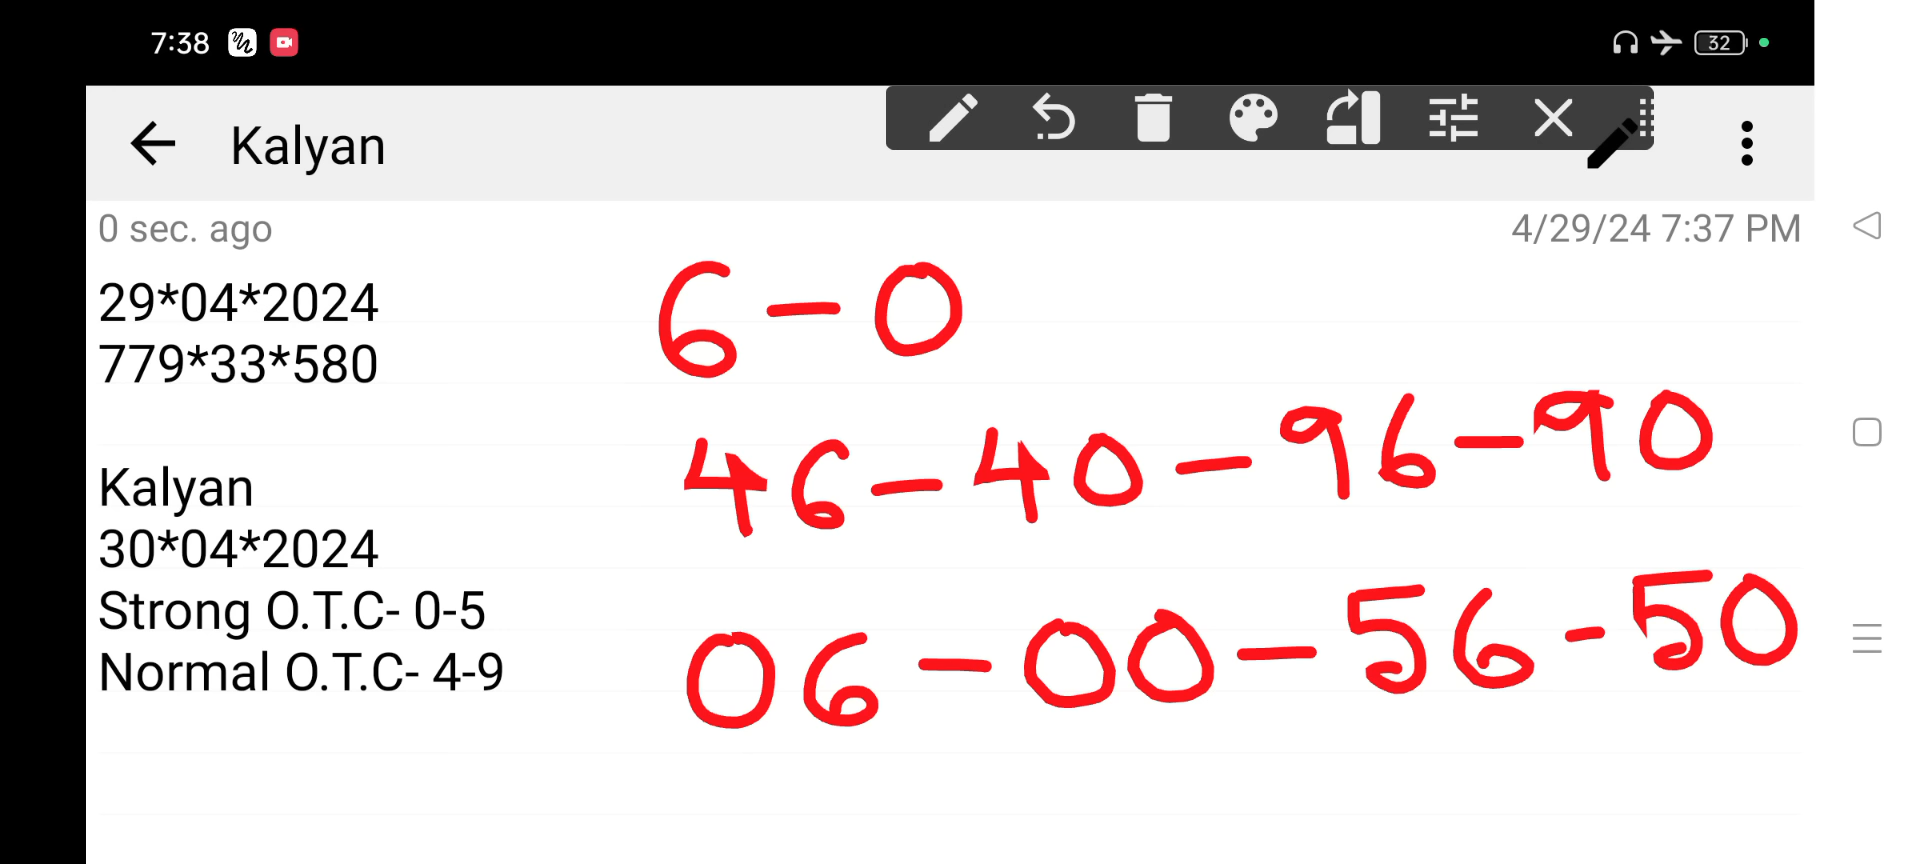 7:38
32
Kalyan
0 sec. ago
4/29/24 7:37 PM
29*04*2024
779*33*580
Kalyan
30*04*2024
Strong O.T.C- 0-5
Normal O.T.C- 4-9
6-0
46-40-96-90
06-00-56-50